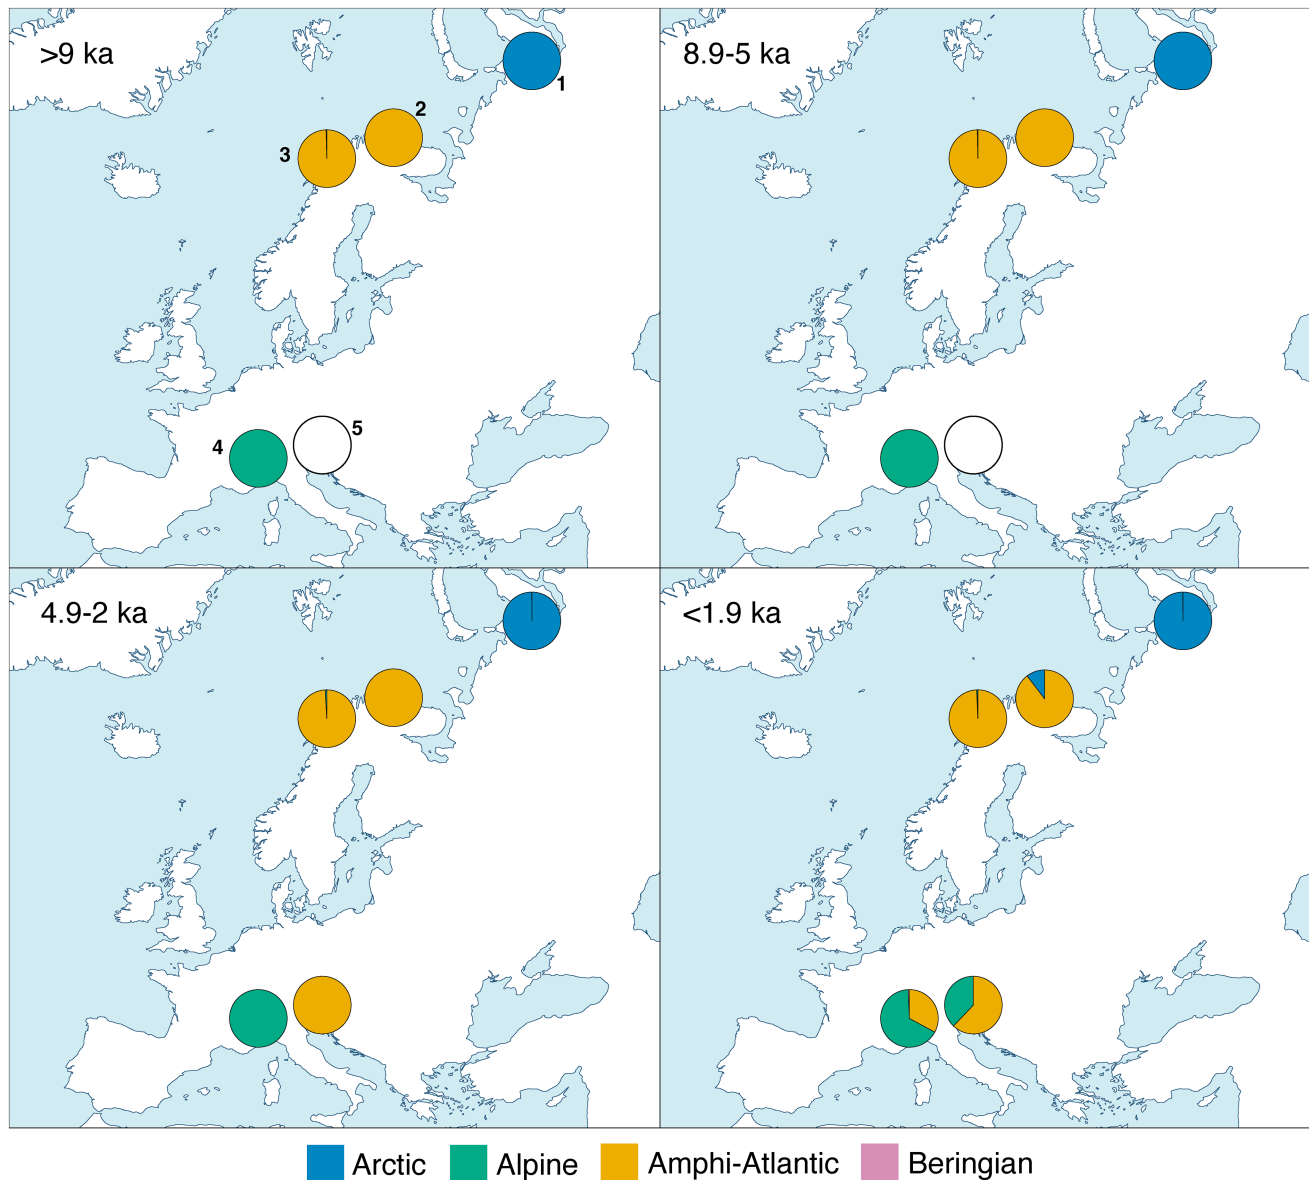 >9 ka
8.9-5 ka
1
2
3
4
5
4.9-2 ka
<1.9 ka
Arctic Alpine Amphi-Atlantic Beringian